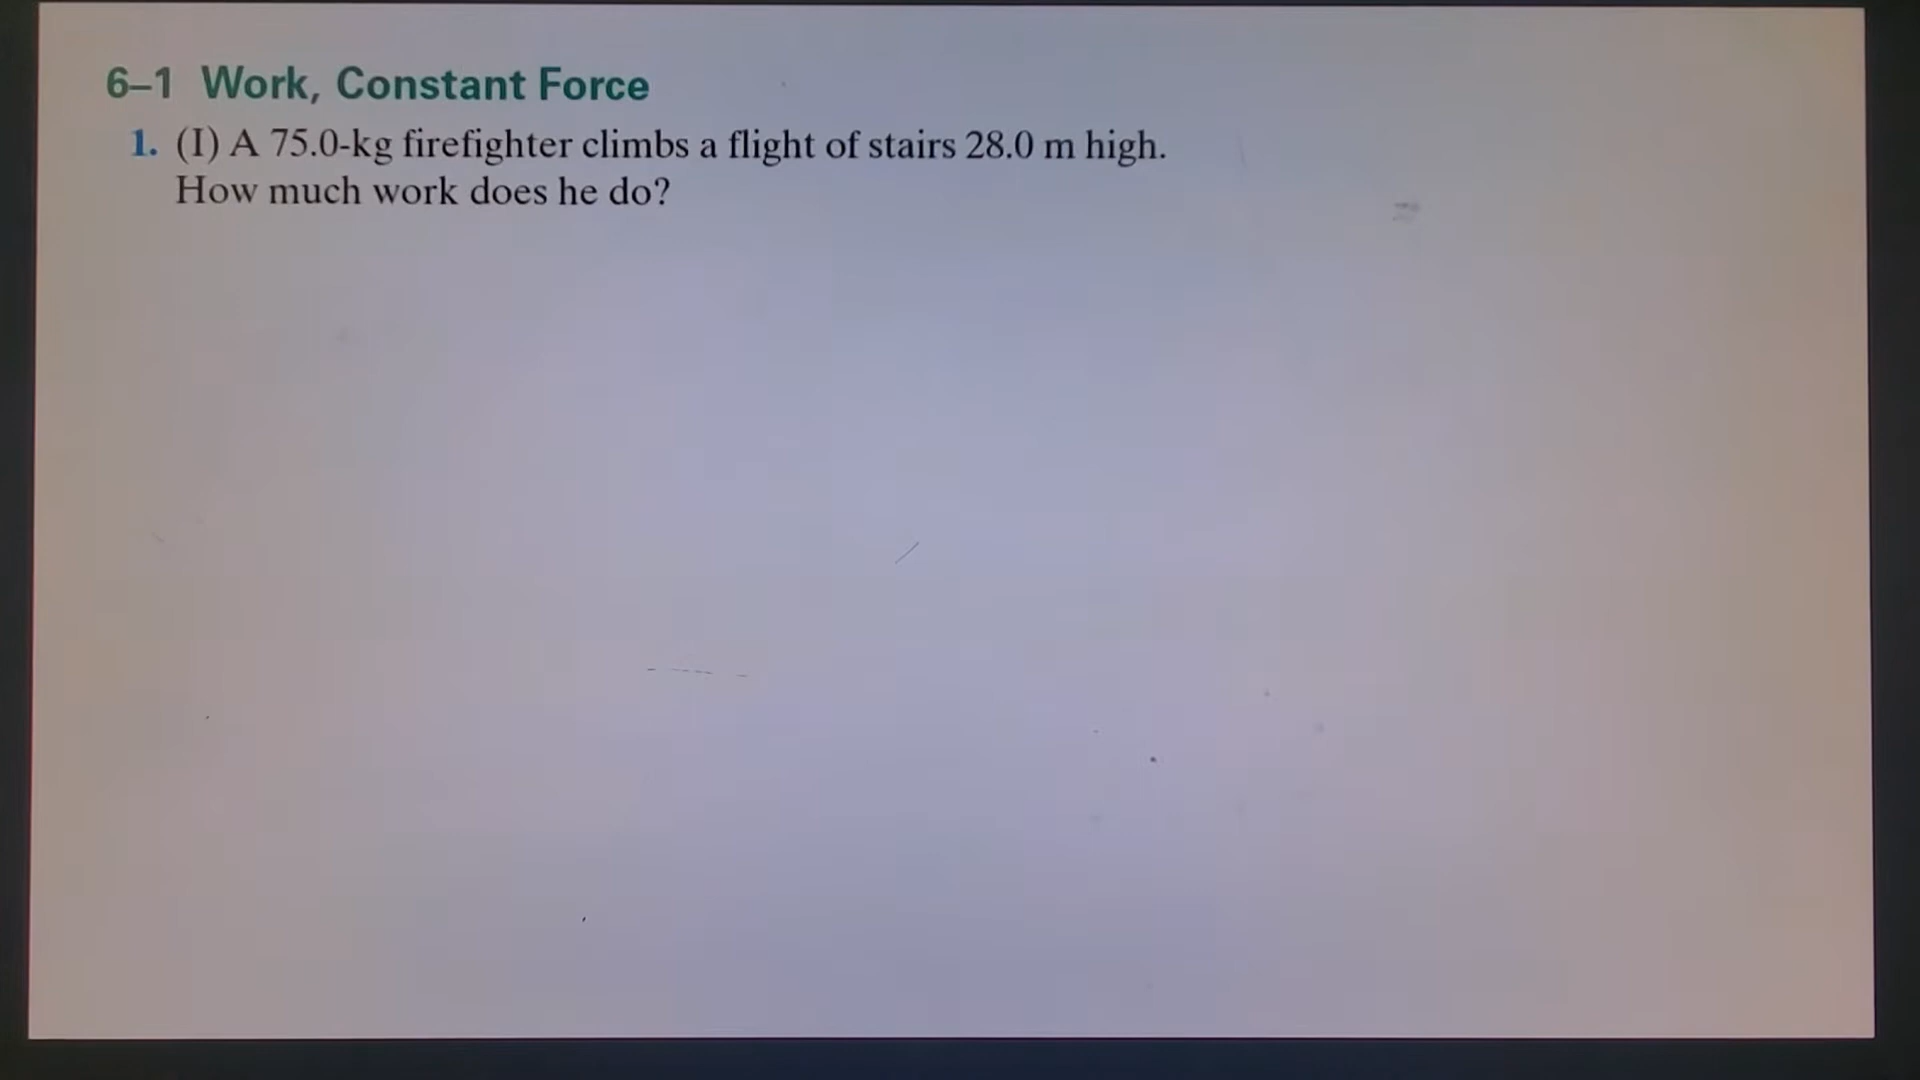 6–1 Work, Constant Force
1. (I) A 75.0-kg firefighter climbs a flight of stairs 28.0 m high.
How much work does he do?